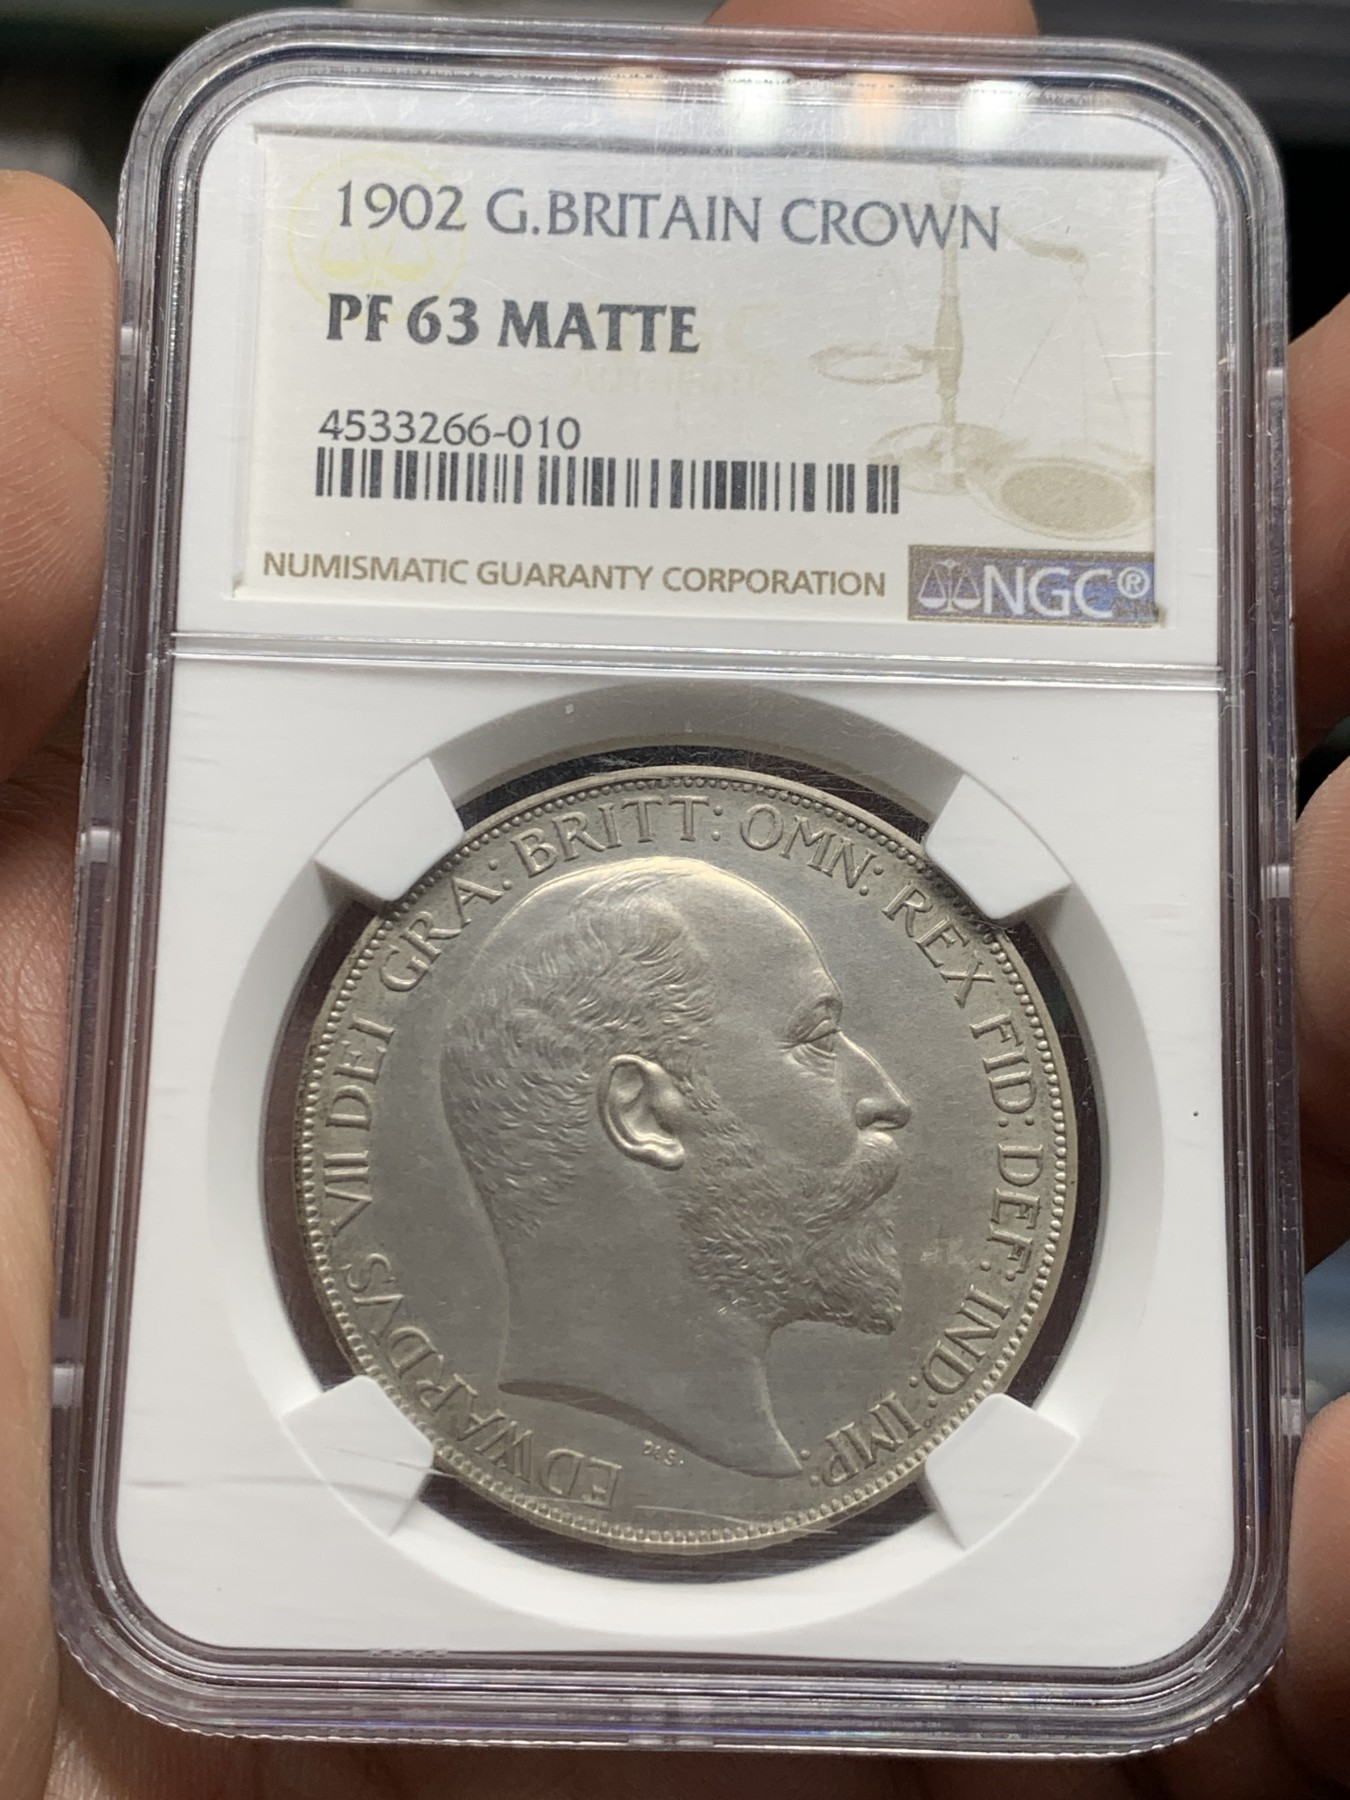 1902 G.BRITAIN CROWN
PF 63 MATTE
4533266-010
NUMISMATIC GUARANTY CORPORATION
NGC®
EDWARDVS VII DEI GRA: BRITT: OMN: REX FID: DEF: IND: IMP:
De S.